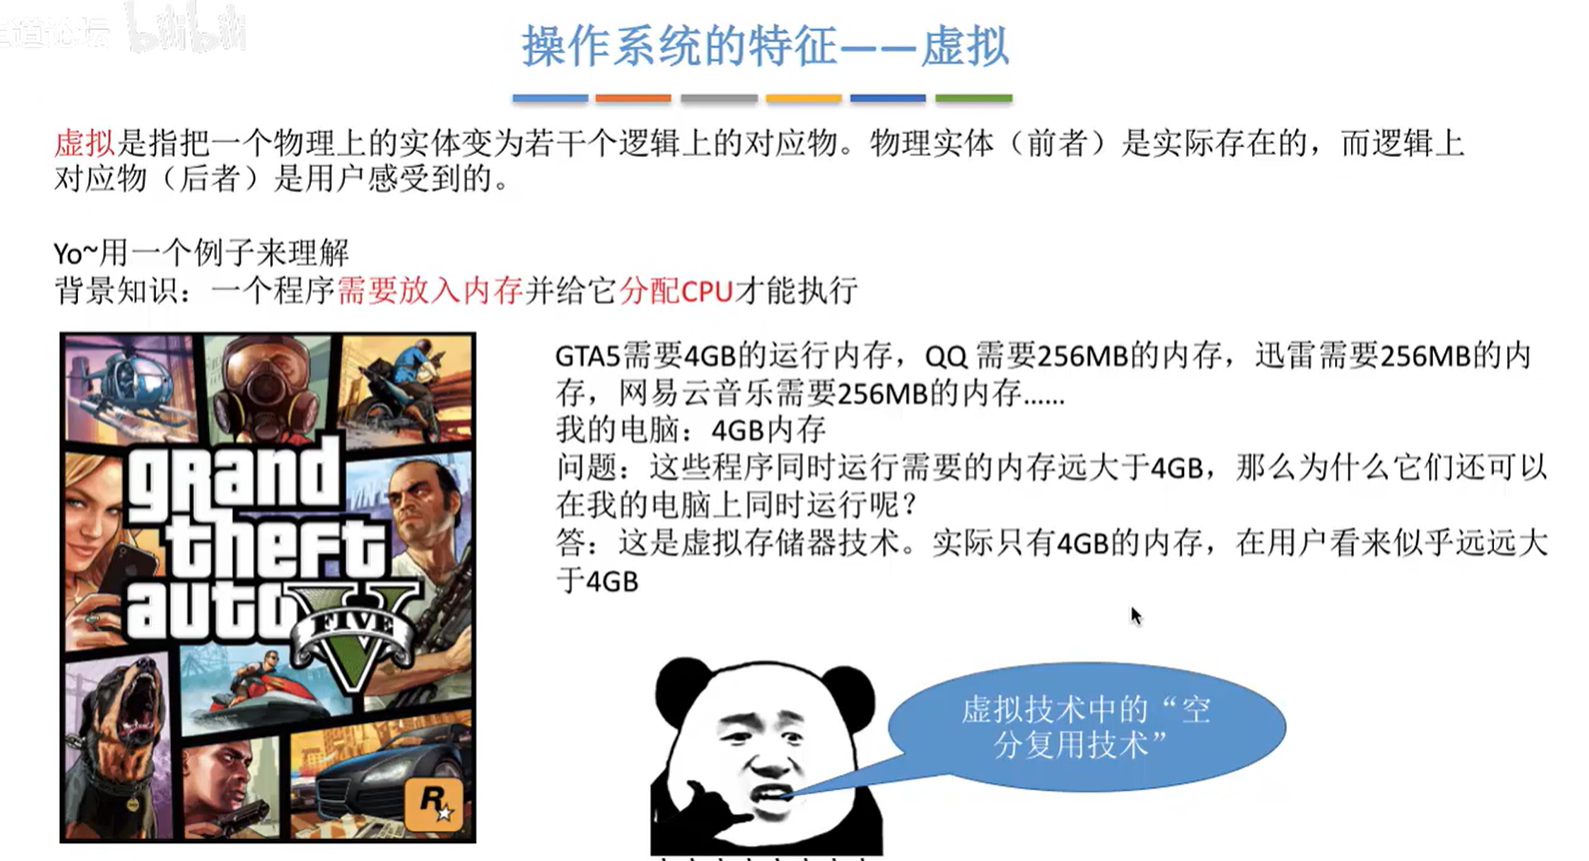 道论坛 bilibili
操作系统的特征——虚拟
虚拟是指把一个物理上的实体变为若干个逻辑上的对应物。物理实体（前者）是实际存在的，而逻辑上
对应物（后者）是用户感受到的。
Yo~用一个例子来理解
背景知识：一个程序需要放入内存并给它分配CPU才能执行
GTA5需要4GB的运行内存，QQ 需要256MB的内存，迅雷需要256MB的内
存，网易云音乐需要256MB的内存……
我的电脑：4GB内存
问题：这些程序同时运行需要的内存远大于4GB，那么为什么它们还可以
在我的电脑上同时运行呢？
答：这是虚拟存储器技术。实际只有4GB的内存，在用户看来似乎远远大
于4GB
grand
theft
auto
FIVE
V
R
虚拟技术中的“空
分复用技术”